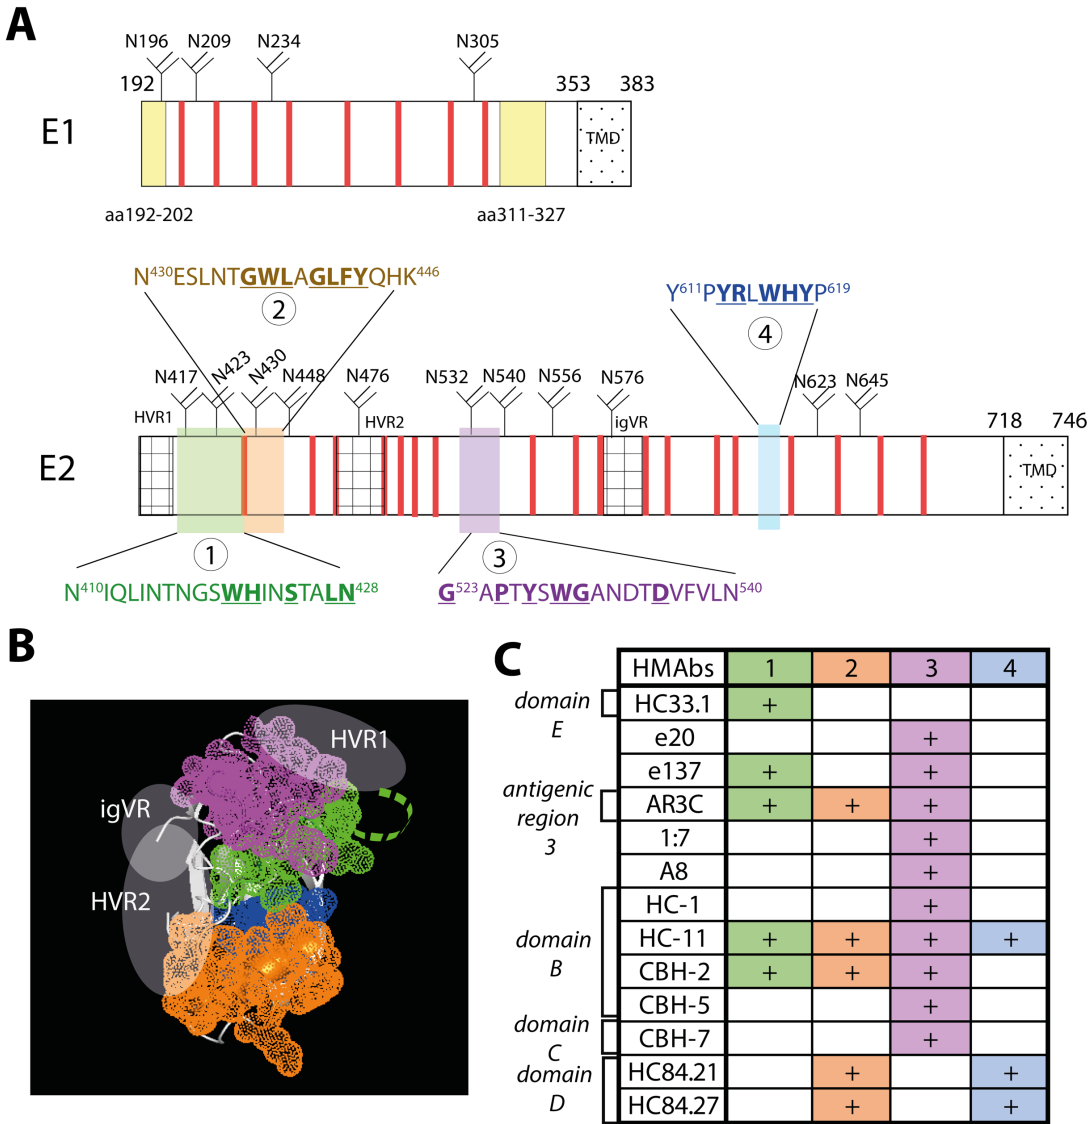 A
N196 N209 N234 N305
192 353 383
E1 TMD
aa192-202 aa311-327
N⁴³⁰ESLNTGWLAGLFYQHK⁴⁴⁶
2
Y⁶¹¹PYRLWHYP⁶¹⁹
4
N417 N423 N430 N448 N476 N532 N540 N556 N576 N623 N645
HVR1 HVR2 igVR 718 746
E2 TMD
1 3
N⁴¹⁰IQLINTNGSWHINSTALN⁴²⁸ G⁵²³APTYSWGANDTDVFVLN⁵⁴⁰
B
HVR1
igVR
HVR2
C
HMAbs 1 2 3 4
domain
E
HC33.1 +
e20 +
e137 + +
antigenic
region
3
AR3C + + +
1:7 +
A8 +
domain
B
HC-1 +
HC-11 + + + +
CBH-2 + + +
CBH-5 +
domain
C
CBH-7 +
domain
D
HC84.21 + +
HC84.27 + +